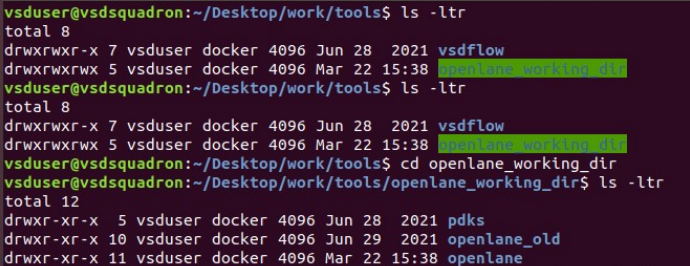 vsduser@vsdsquadron:~/Desktop/work/tools$ ls -ltr
total 8
drwxrwxr-x 7 vsduser docker 4096 Jun 28  2021 vsdflow
drwxrwxrwx 5 vsduser docker 4096 Mar 22 15:38 openlane_working_dir
vsduser@vsdsquadron:~/Desktop/work/tools$ ls -ltr
total 8
drwxrwxr-x 7 vsduser docker 4096 Jun 28  2021 vsdflow
drwxrwxrwx 5 vsduser docker 4096 Mar 22 15:38 openlane_working_dir
vsduser@vsdsquadron:~/Desktop/work/tools$ cd openlane_working_dir
vsduser@vsdsquadron:~/Desktop/work/tools/openlane_working_dir$ ls -ltr
total 12
drwxr-xr-x  5 vsduser docker 4096 Jun 28  2021 pdks
drwxr-xr-x 10 vsduser docker 4096 Jun 29  2021 openlane_old
drwxr-xr-x 11 vsduser docker 4096 Mar 22 15:38 openlane